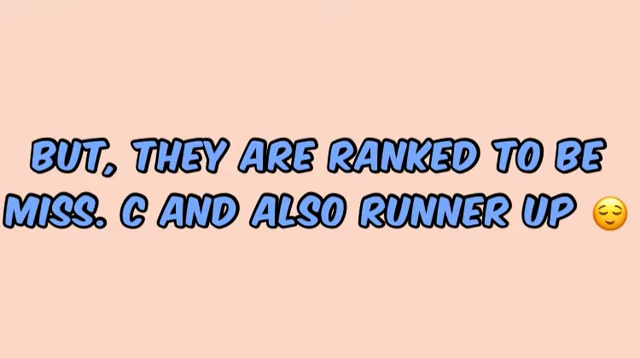 BUT, THEY ARE RANKED TO BE
MISS. C AND ALSO RUNNER UP 😌